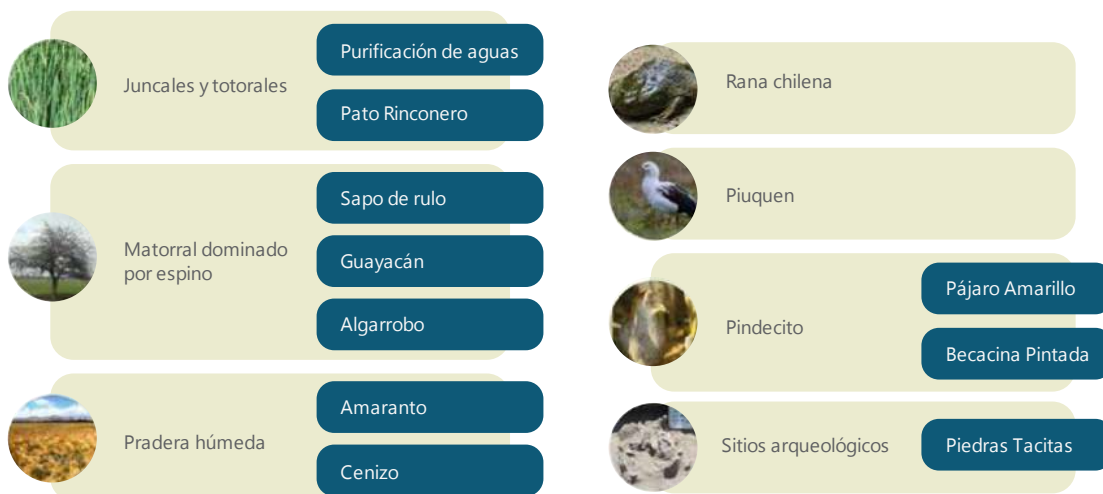 Juncales y totorales
Purificación de aguas
Pato Rinconero
Matorral dominado
por espino
Sapo de rulo
Guayacán
Algarrobo
Pradera húmeda
Amaranto
Cenizo
Rana chilena
Piuquen
Pindecito
Pájaro Amarillo
Becacina Pintada
Sitios arqueológicos
Piedras Tacitas